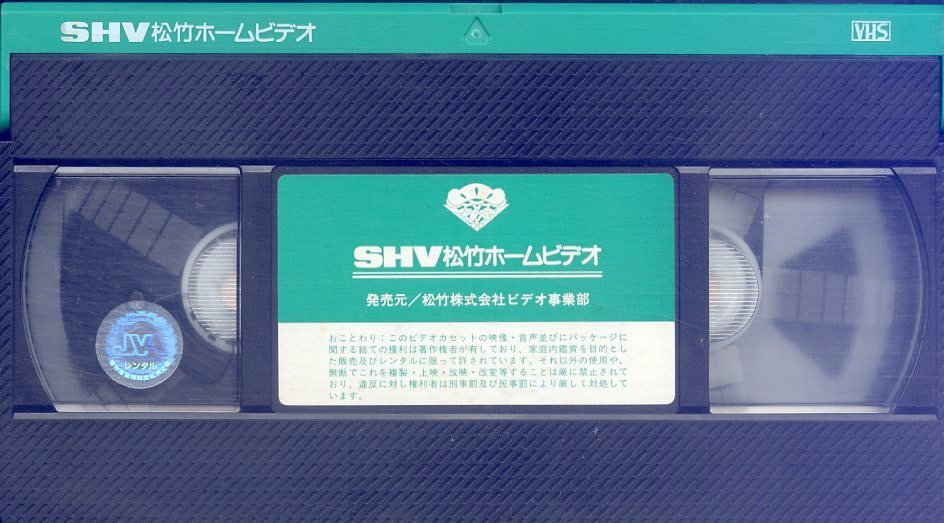 SHV松竹ホームビデオ
VHS
SHV松竹ホームビデオ
発売元／松竹株式会社ビデオ事業部
おことわり：このビデオカセットの映像・音声並びにパッケージに
関する総ての権利は著作権者が有しており、家庭内鑑賞を目的とし
た販売及びレンタルに限って許されています。それ以外の使用や、
無断でこれを複製・上映・放映・改変等することは厳に禁止されて
おり、違反に対し権利者は刑事罰及び民事罰により厳しく対処して
います。
JVA
レンタル